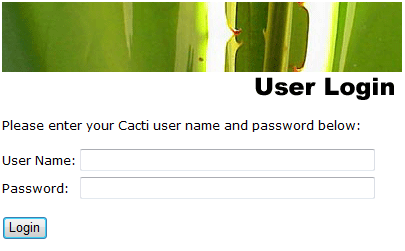 User Login
Please enter your Cacti user name and password below:
User Name:
Password:
Login